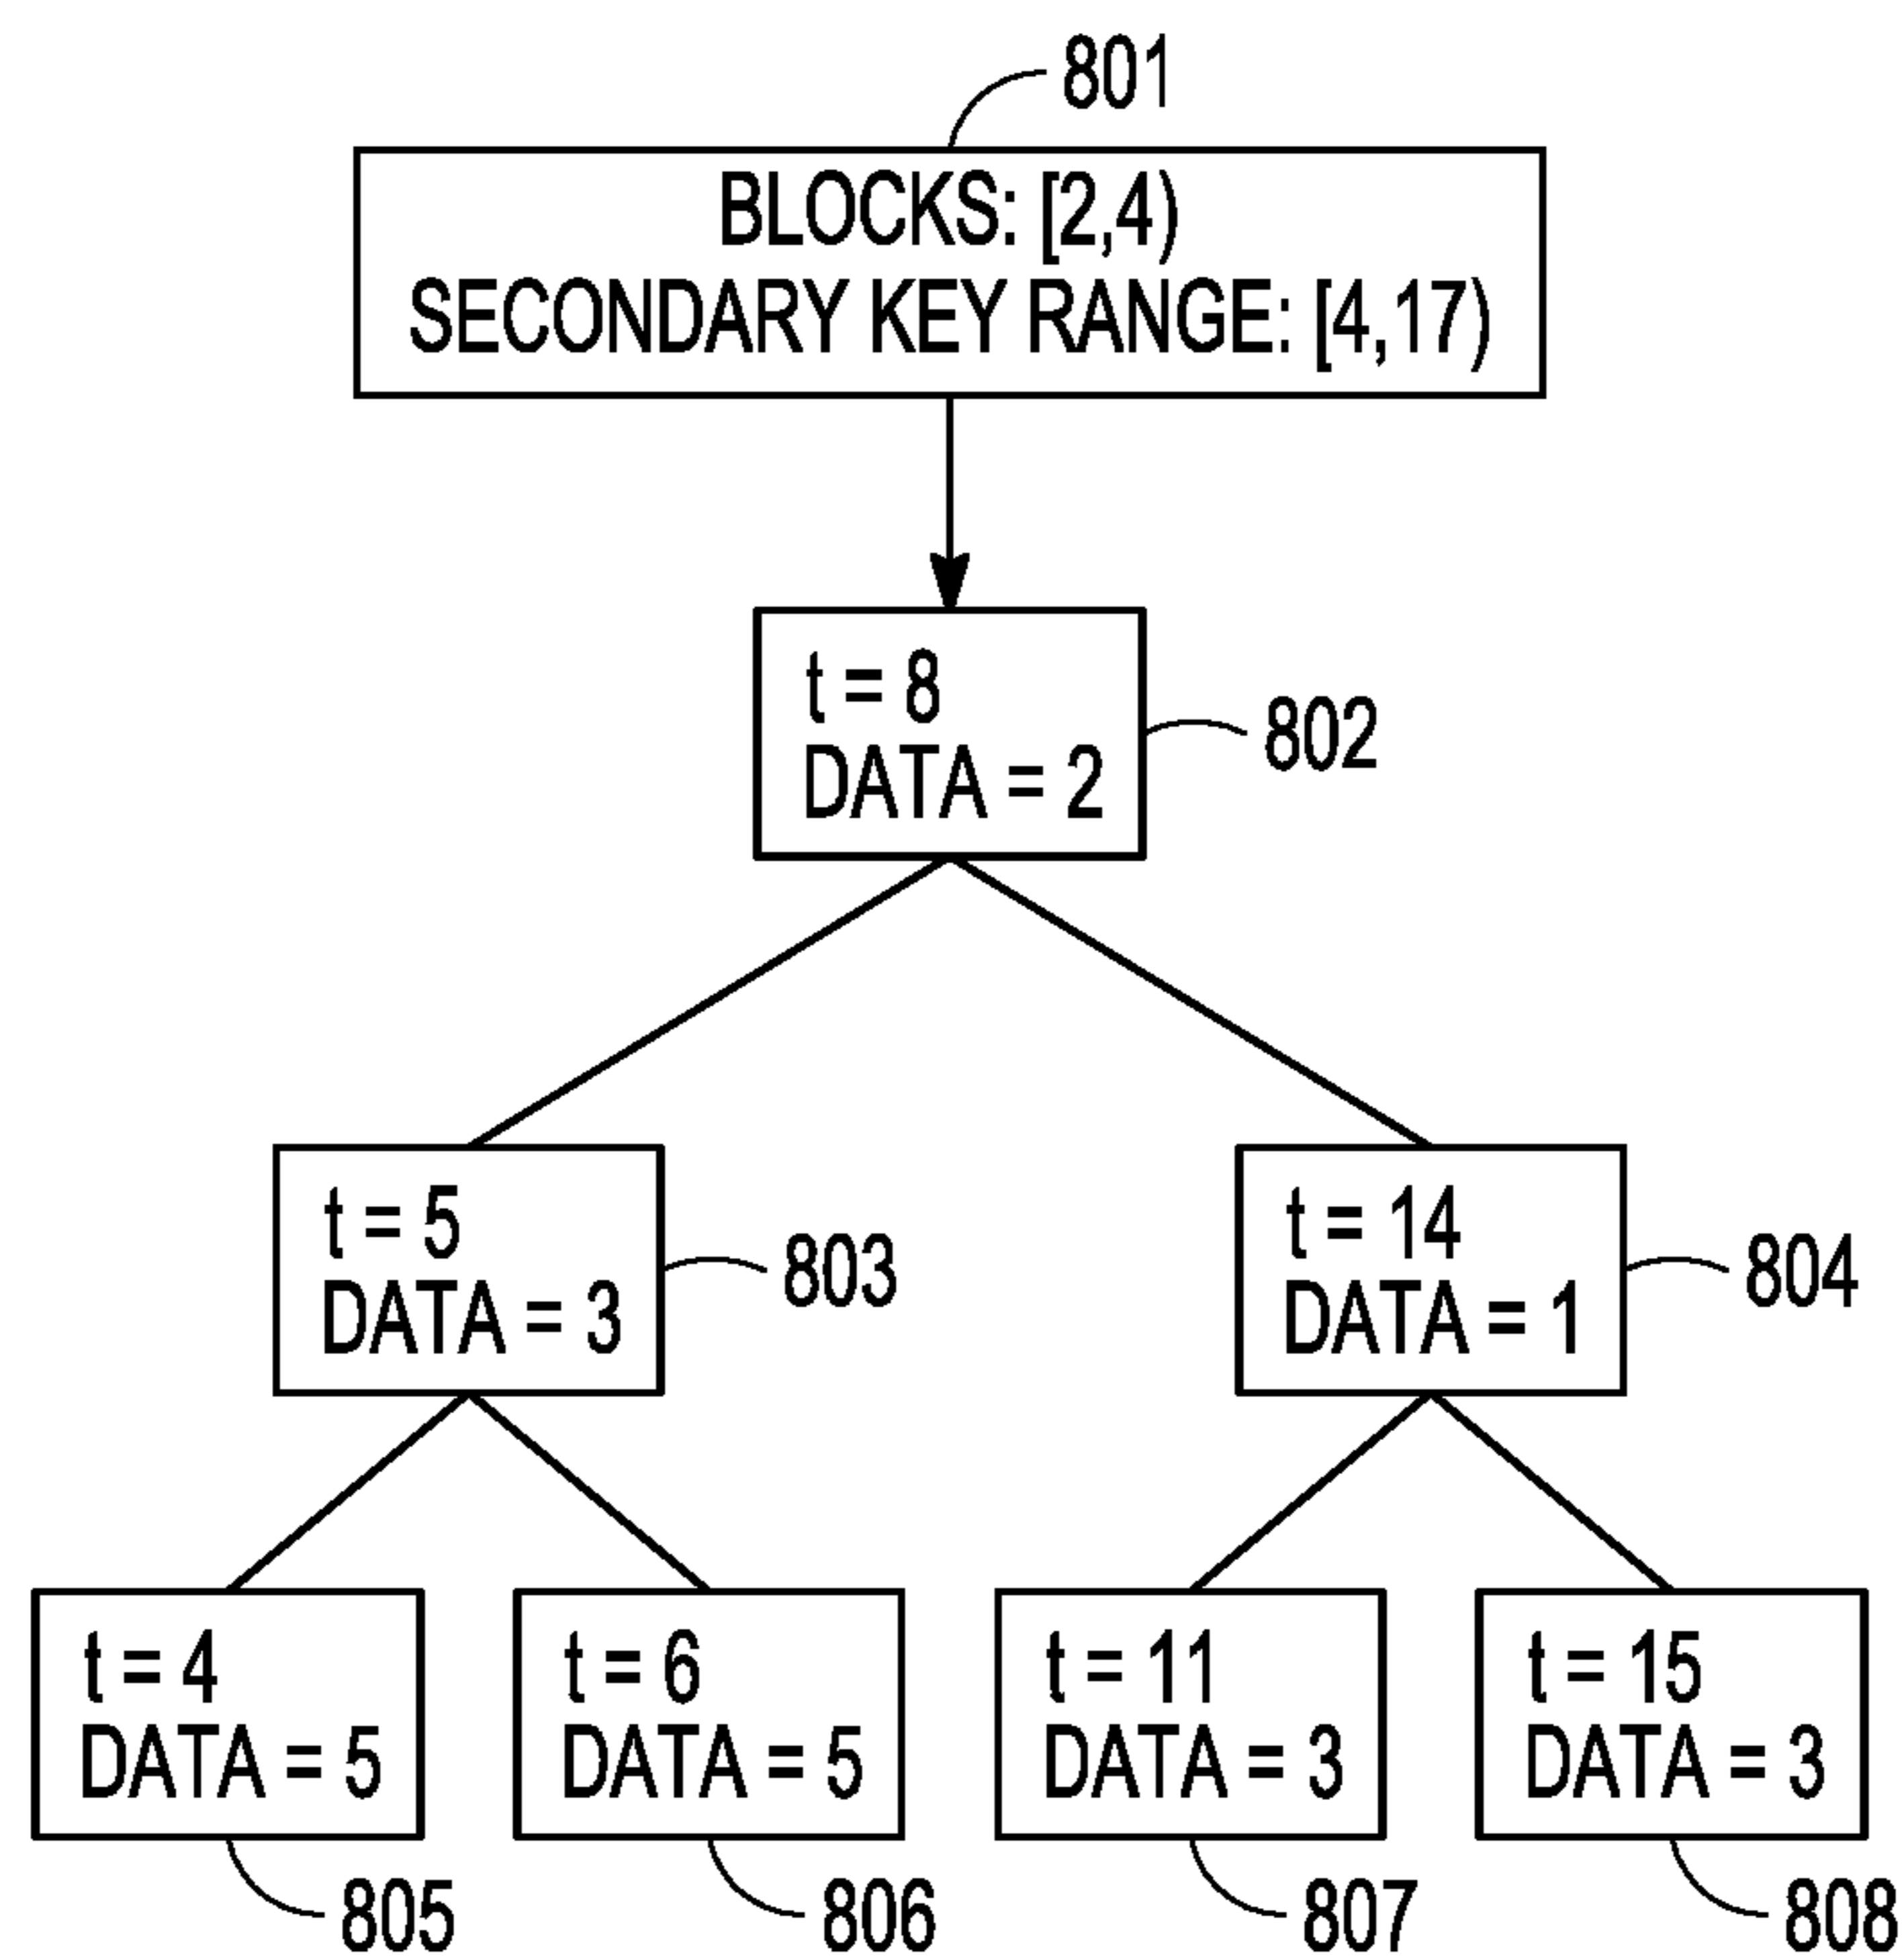 801
BLOCKS: [2,4)
SECONDARY KEY RANGE: [4,17)
t = 8
DATA = 2
802
t = 5
DATA = 3
803
t = 14
DATA = 1
804
t = 4
DATA = 5
805
t = 6
DATA = 5
806
t = 11
DATA = 3
807
t = 15
DATA = 3
808